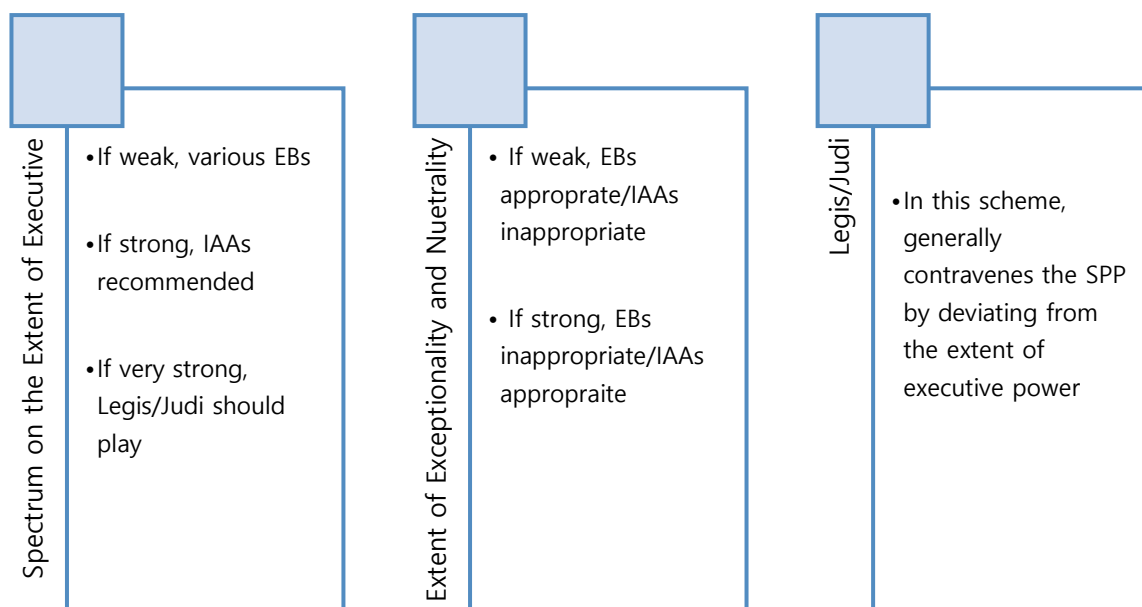 Spectrum on the Extent of Executive
•If weak, various EBs
•If strong, IAAs
recommended
•If very strong,
Legis/Judi should
play
Extent of Exceptionality and Nuetrality
• If weak, EBs
approprate/IAAs
inappropriate
• If strong, EBs
inappropriate/IAAs
appropraite
Legis/Judi
•In this scheme,
generally
contravenes the SPP
by deviating from
the extent of
executive power